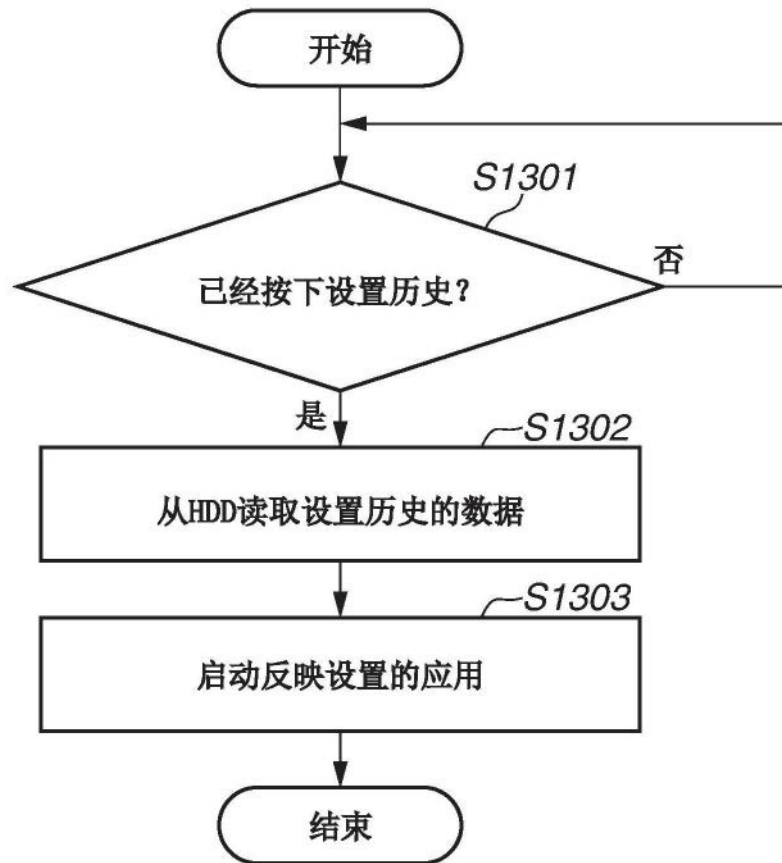 开始
S1301
已经按下设置历史?
否
是
S1302
从HDD读取设置历史的数据
S1303
启动反映设置的应用
结束